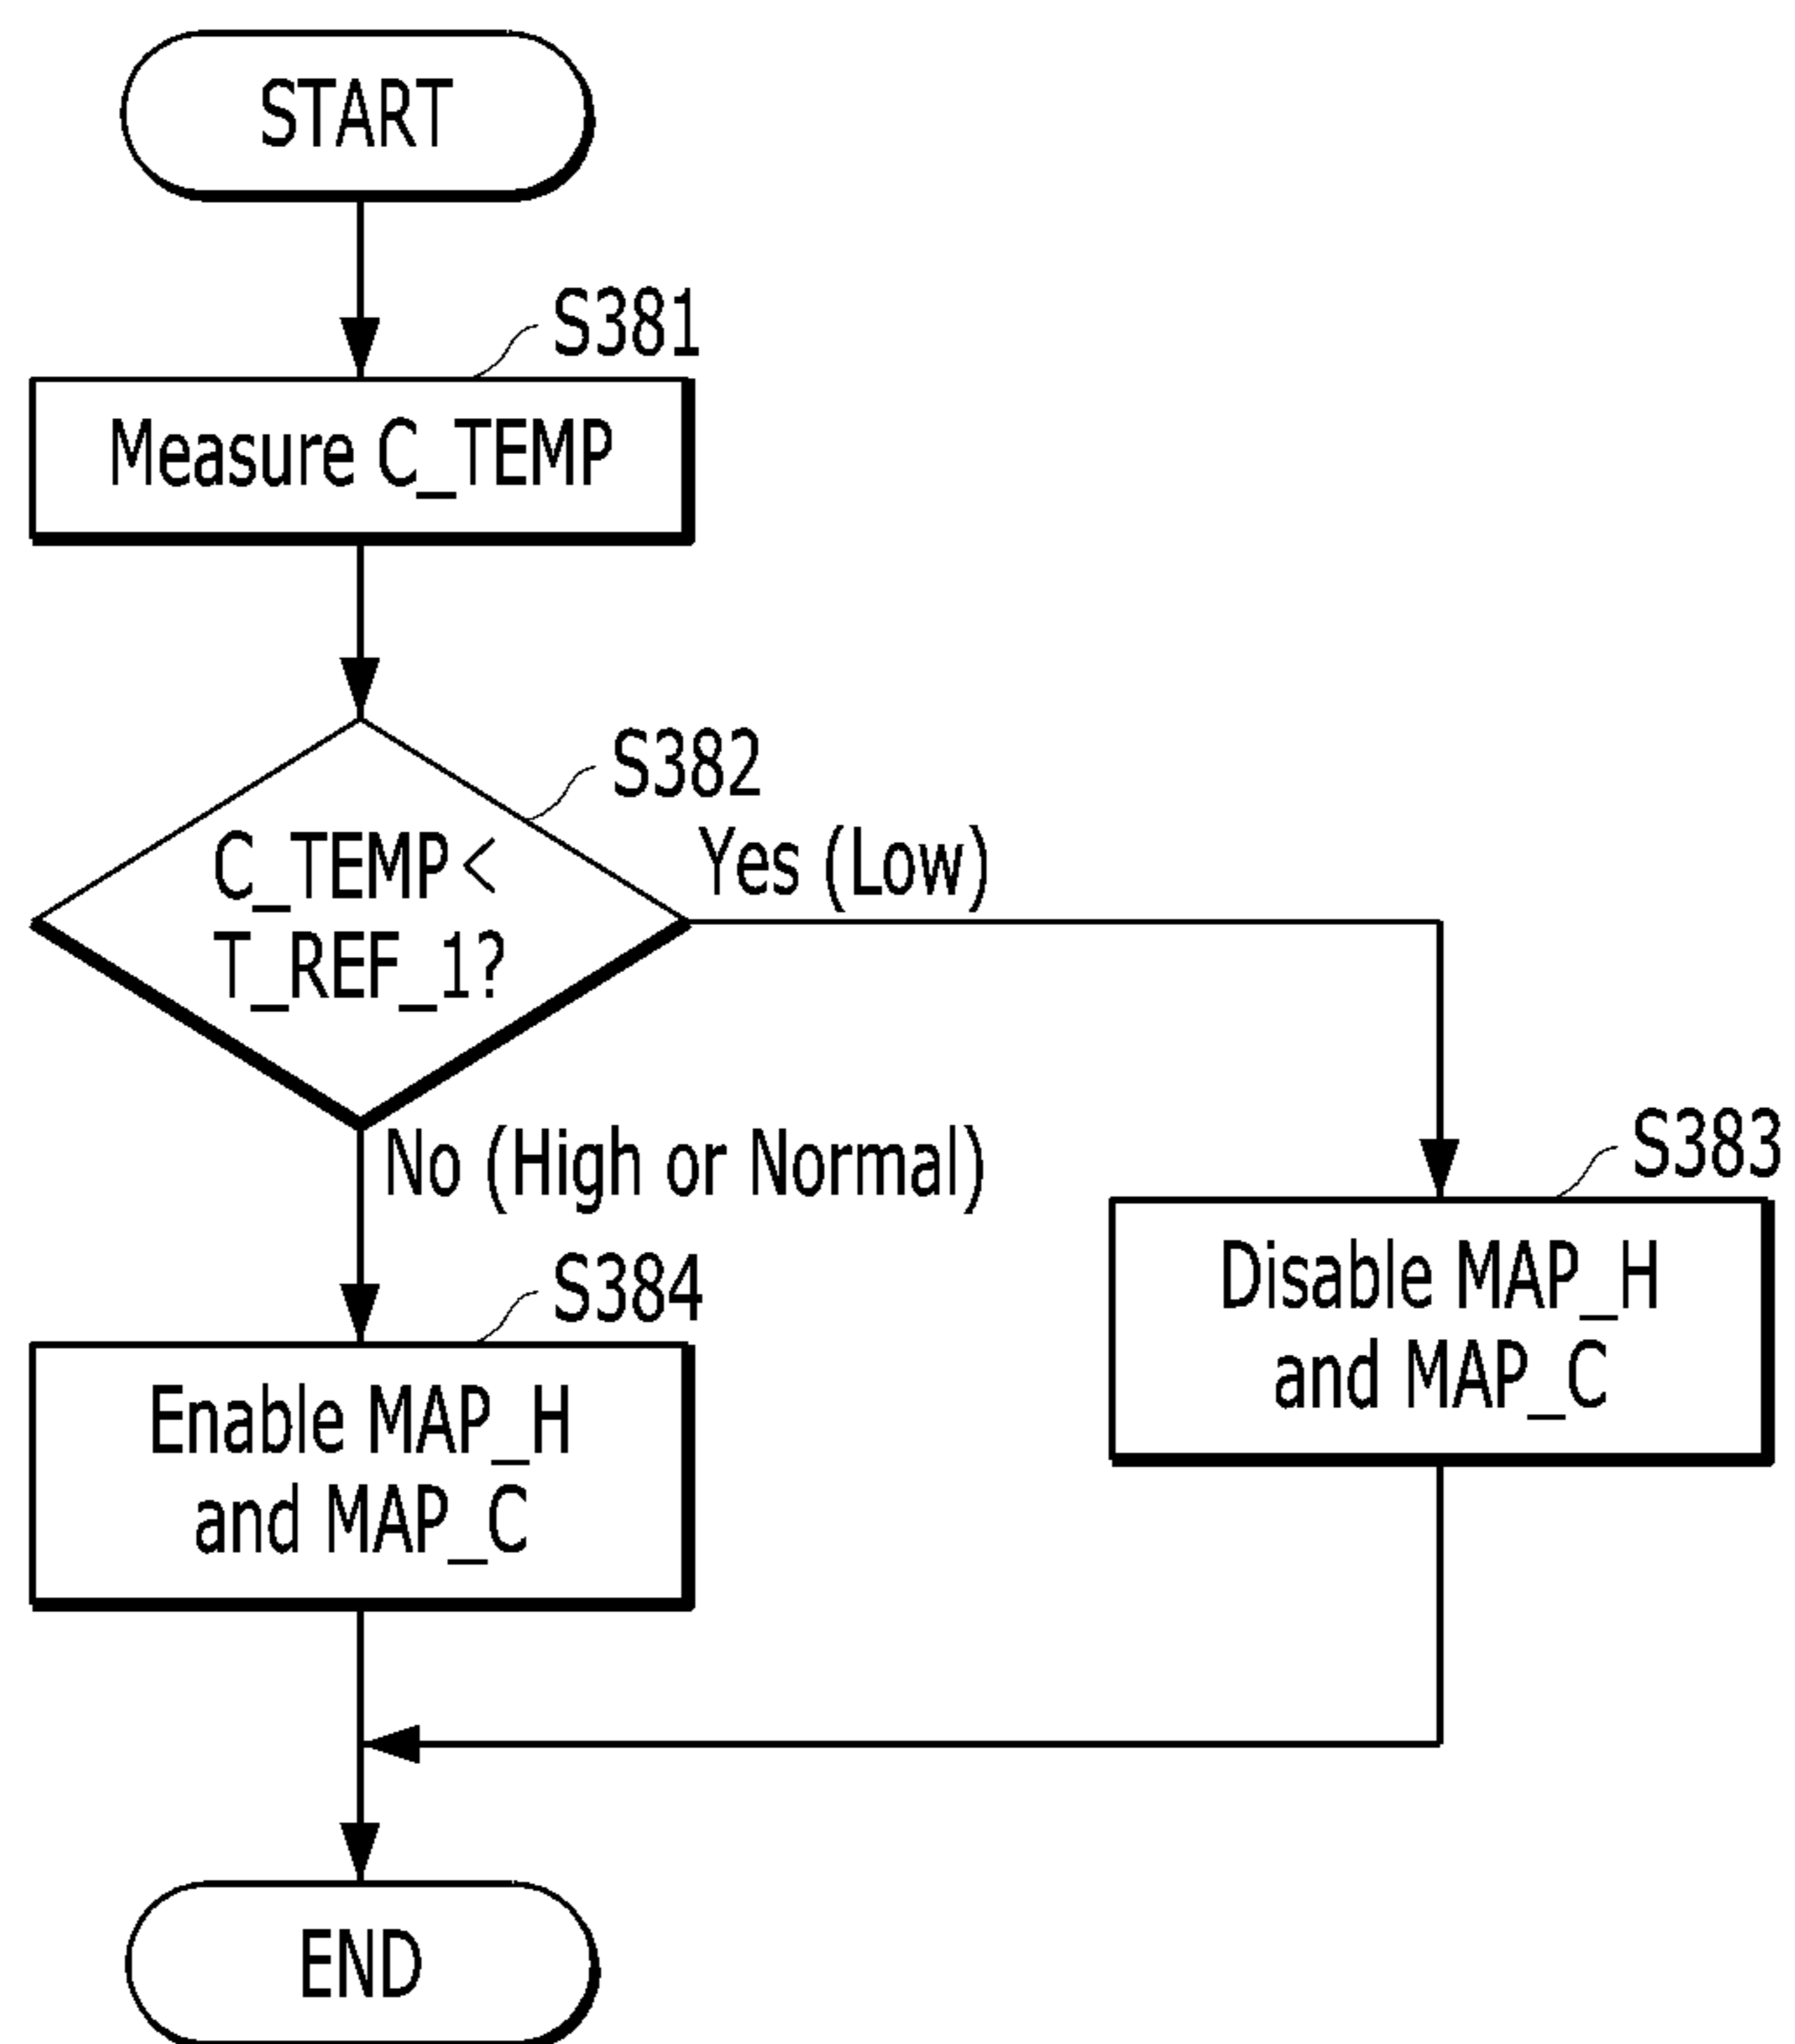 START
S381
Measure C_TEMP
S382
C_TEMP<
T_REF_1?
Yes (Low)
No (High or Normal)
S383
Disable MAP_H
and MAP_C
S384
Enable MAP_H
and MAP_C
END